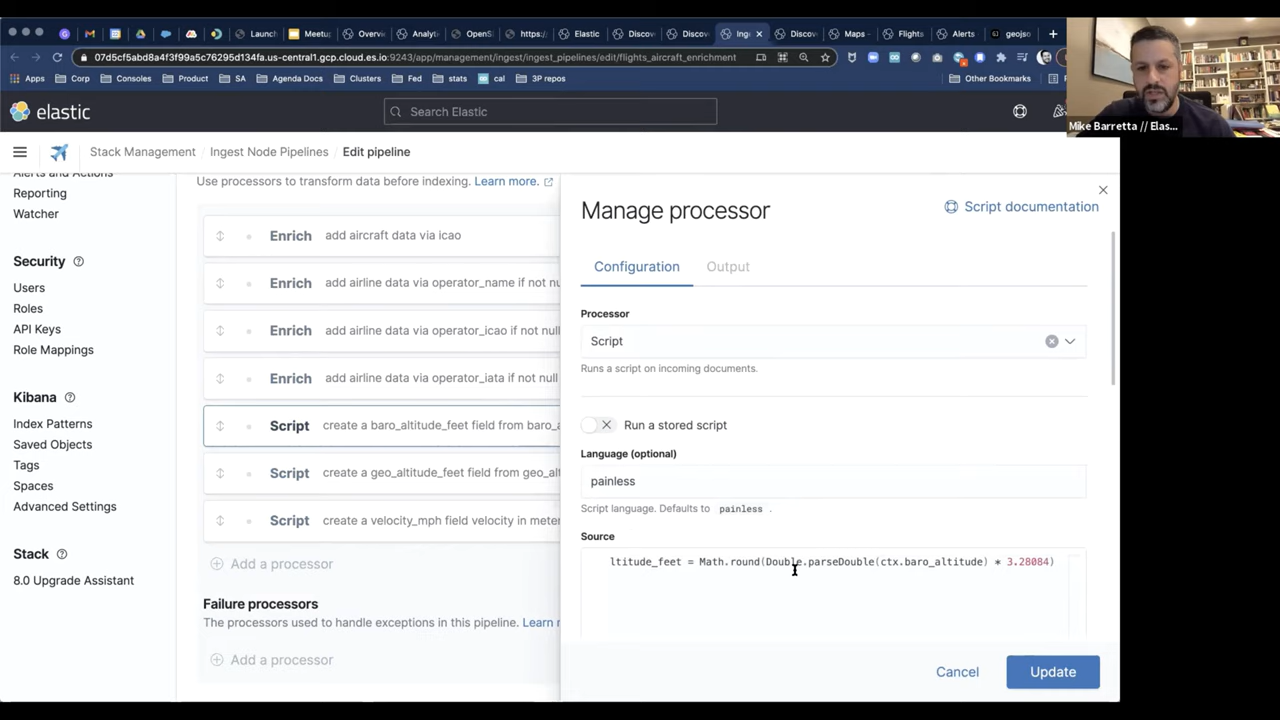 Launch
Meetup
Overvi
Analyti
OpenS
https:/
Elastic
Discov
Discov
Ing
Discov
Maps -
Flights
Alerts
geojso
07d5cf5abd8a4f3f99a5c76295d134fa.us-central1.gcp.cloud.es.io:9243/app/management/ingest/ingest_pipelines/edit/flights_aircraft_enrichment
Apps
Corp
Consoles
Product
SA
Agenda Docs
Clusters
Fed
stats
cal
3P repos
Other Bookmarks
Mike Barretta // Elas...
elastic
Search Elastic
Stack Management
Ingest Node Pipelines
Edit pipeline
Alerts and Actions
Reporting
Watcher
Security
Users
Roles
API Keys
Role Mappings
Kibana
Index Patterns
Saved Objects
Tags
Spaces
Advanced Settings
Stack
8.0 Upgrade Assistant
Use processors to transform data before indexing. Learn more.
Enrich add aircraft data via icao
Enrich add airline data via operator_name if not nu
Enrich add airline data via operator_icao if not null
Enrich add airline data via operator_iata if not null
Script create a baro_altitude_feet field from baro_a
Script create a geo_altitude_feet field from geo_alt
Script create a velocity_mph field velocity in meter
Add a processor
Failure processors
The processors used to handle exceptions in this pipeline. Learn n
Add a processor
Manage processor
Script documentation
Configuration
Output
Processor
Script
Runs a script on incoming documents.
Run a stored script
Language (optional)
painless
Script language. Defaults to painless .
Source
ltitude_feet = Math.round(Double.parseDouble(ctx.baro_altitude) * 3.28084)
Cancel
Update